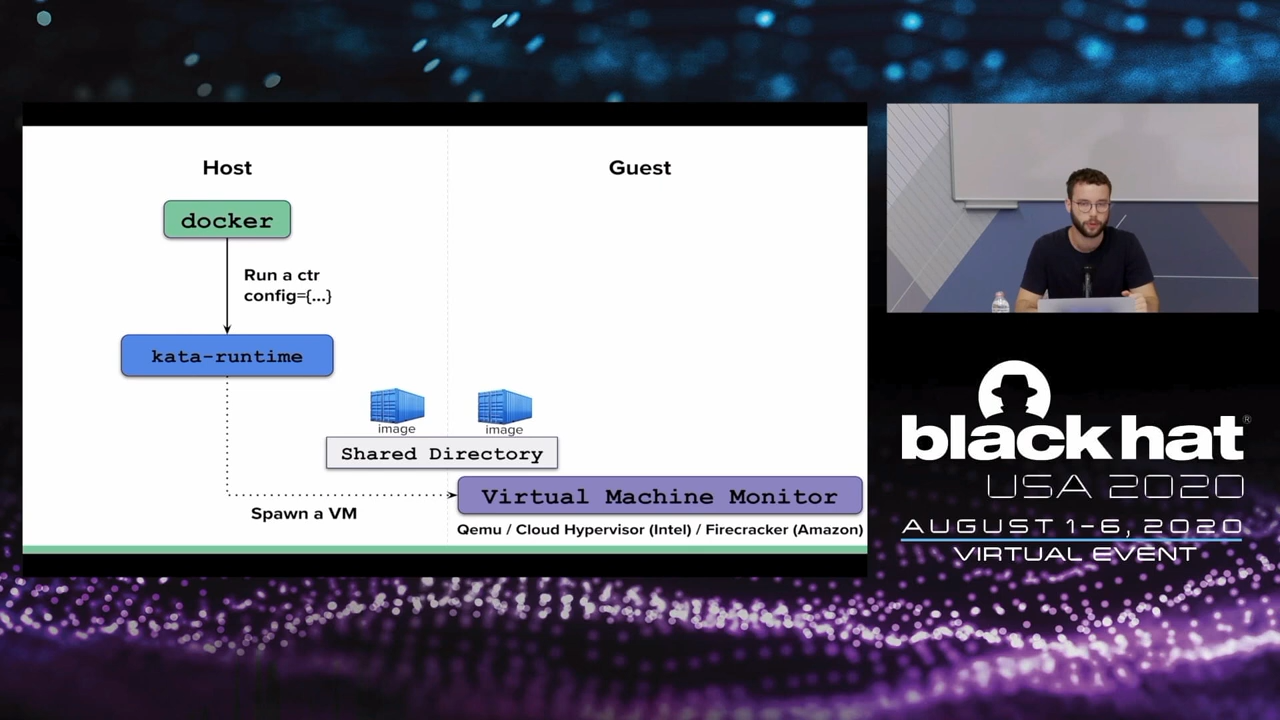 Host
Guest
docker
Run a ctr
config={...}
kata-runtime
image
image
Shared Directory
Virtual Machine Monitor
Spawn a VM
Qemu / Cloud Hypervisor (Intel) / Firecracker (Amazon)
black hat®
USA 2020
AUGUST 1-6, 2020
VIRTUAL EVENT